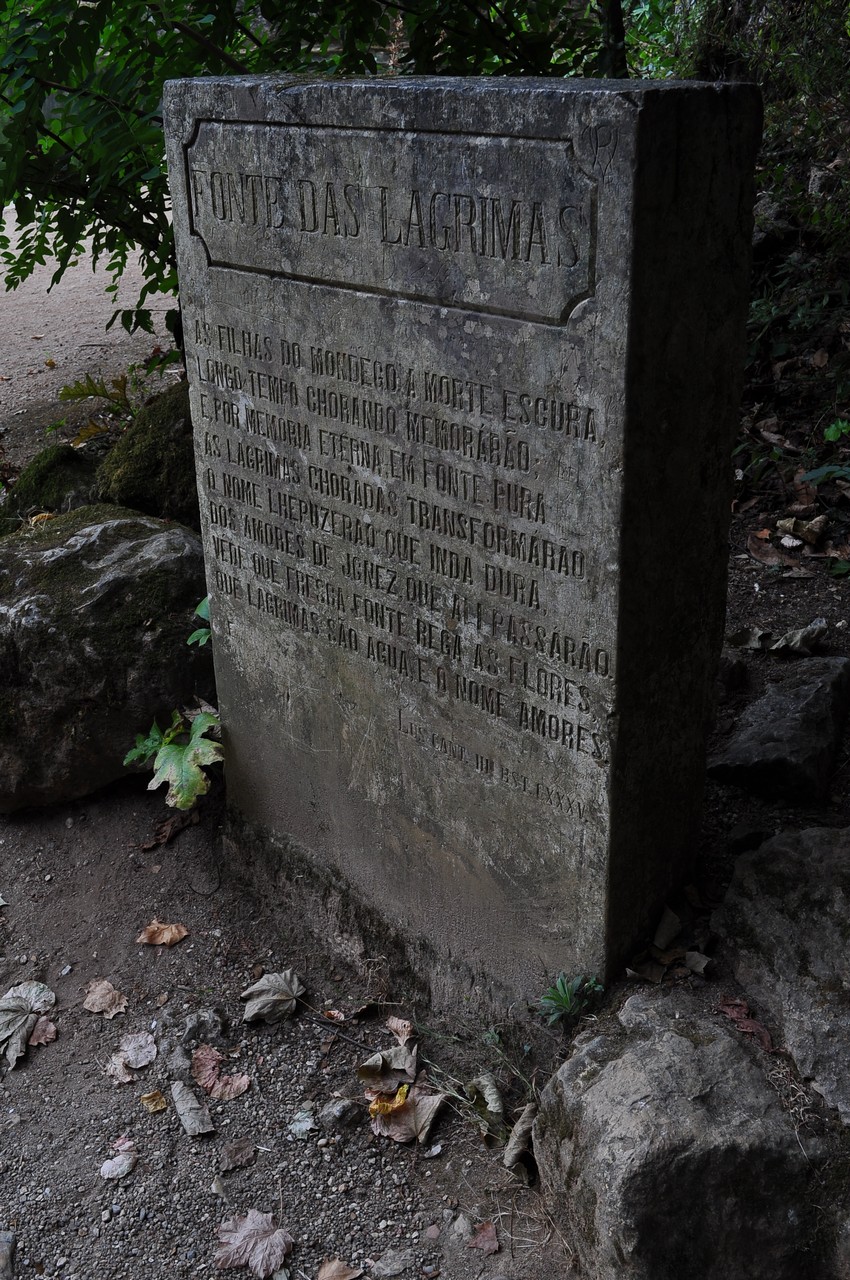 FONTE DAS LAGRIMAS
AS FILHAS DO MONDEGO A MORTE ESCURA,
LONGO TEMPO CHORANDO MEMORÁRÃO;
E POR MEMORIA ETERNA EM FONTE PURA
AS LAGRIMAS CHORADAS TRANSFORMARÃO
O NOME LHE PUZERÃO QUE INDA DURA,
DOS AMORES DE JGNEZ QUE ALI PASSÁRÃO.
VEDE QUE FRESCA FONTE REGA AS FLORES,
QUE LAGRIMAS SÃO AGUA E O NOME AMORES.
LUS CANT. III EST. CXXXV